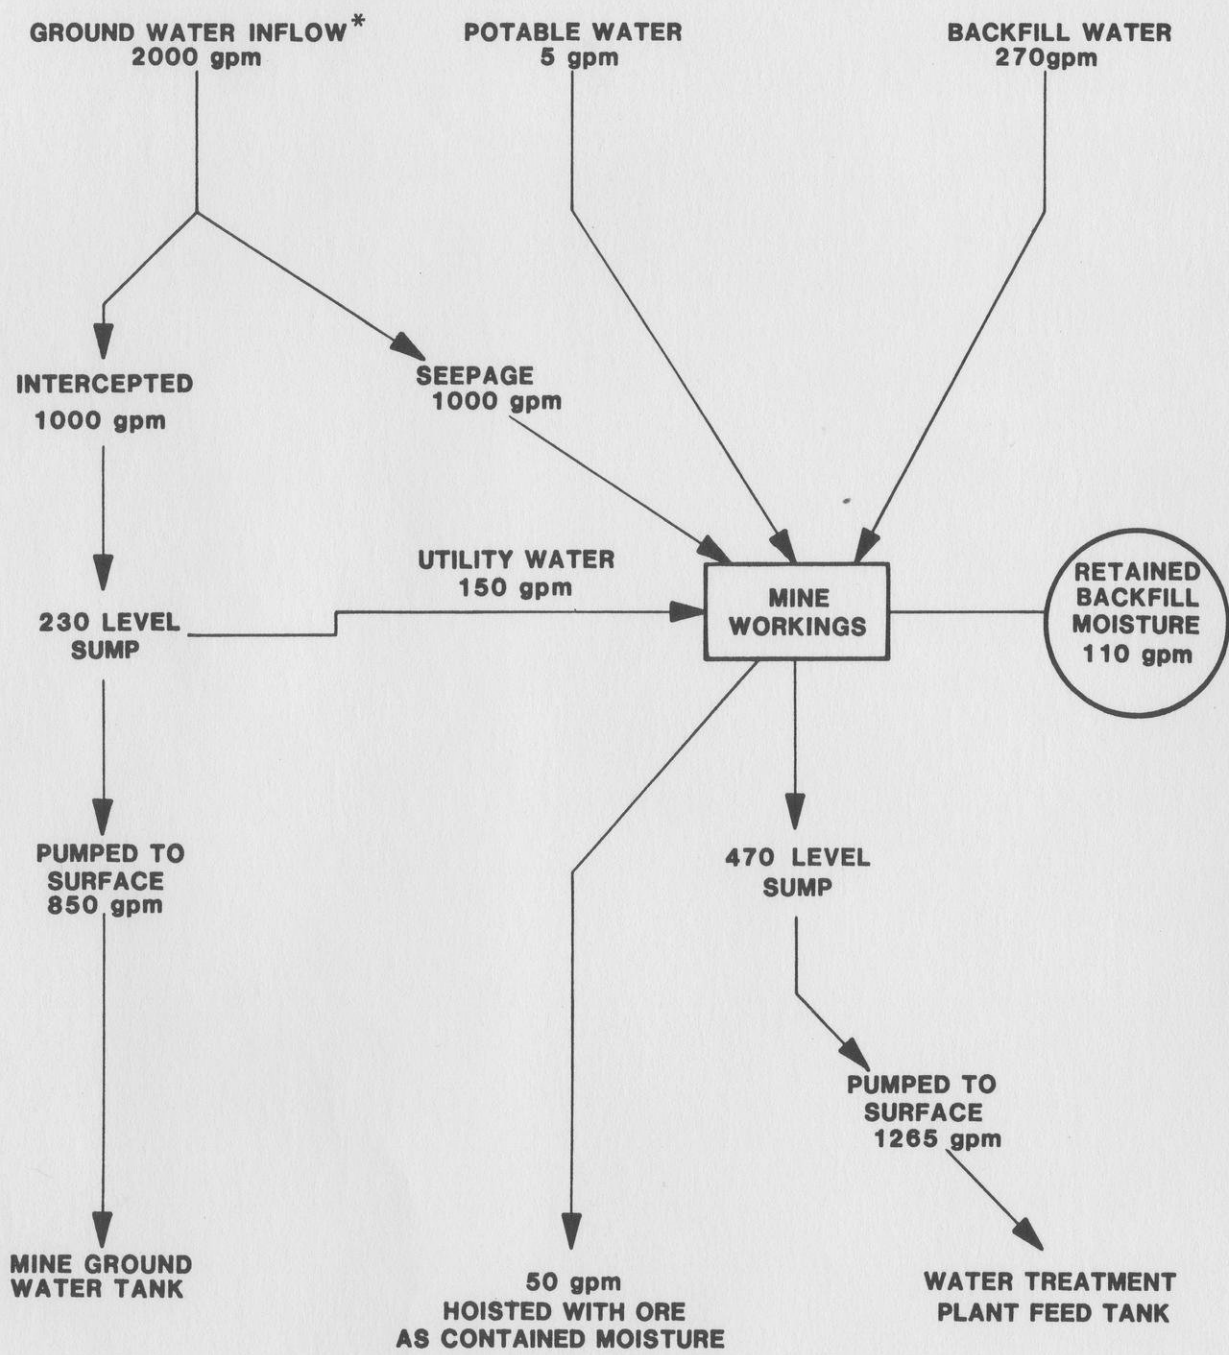 GROUND WATER INFLOW*
2000 gpm
POTABLE WATER
5 gpm
BACKFILL WATER
270gpm
INTERCEPTED
1000 gpm
SEEPAGE
1000 gpm
UTILITY WATER
150 gpm
230 LEVEL
SUMP
MINE
WORKINGS
RETAINED
BACKFILL
MOISTURE
110 gpm
PUMPED TO
SURFACE
850 gpm
470 LEVEL
SUMP
PUMPED TO
SURFACE
1265 gpm
MINE GROUND
WATER TANK
50 gpm
HOISTED WITH ORE
AS CONTAINED MOISTURE
WATER TREATMENT
PLANT FEED TANK